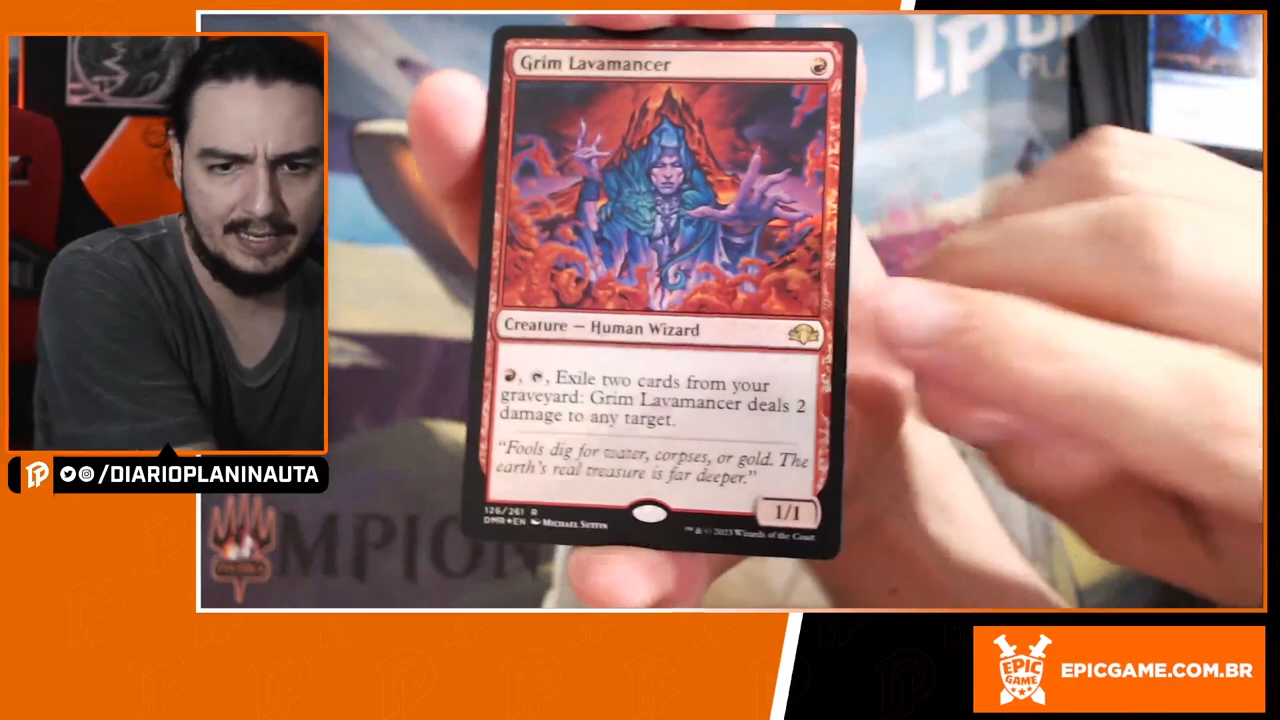 Grim Lavamancer
Creature — Human Wizard
, , Exile two cards from your
graveyard: Grim Lavamancer deals 2
damage to any target.
"Fools dig for water, corpses, or gold. The
earth's real treasure is far deeper."
126/261 R
DMR★EN Michael Sutfin
1/1
™ & © 2023 Wizards of the Coast
/DIARIOPLANINAUTA
MPION
EPIC
GAME
EPICGAME.COM.BR